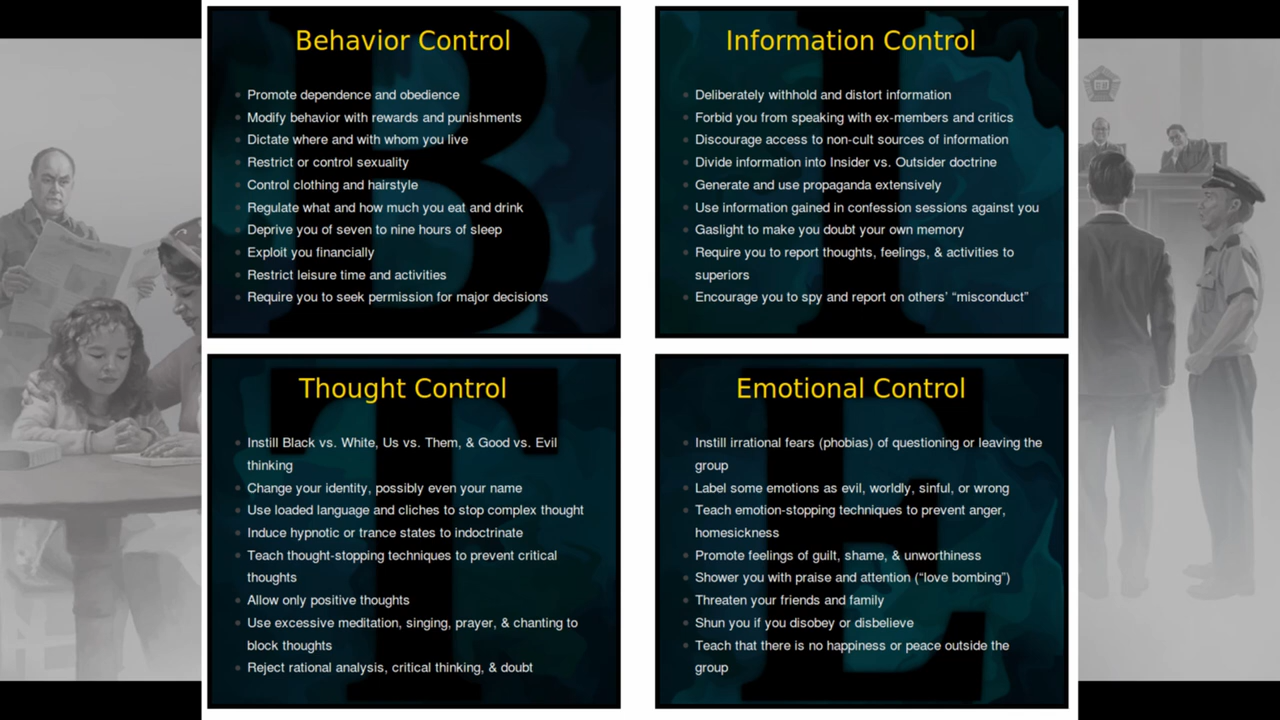 Behavior Control
Promote dependence and obedience
Modify behavior with rewards and punishments
Dictate where and with whom you live
Restrict or control sexuality
Control clothing and hairstyle
Regulate what and how much you eat and drink
Deprive you of seven to nine hours of sleep
Exploit you financially
Restrict leisure time and activities
Require you to seek permission for major decisions
Information Control
Deliberately withhold and distort information
Forbid you from speaking with ex-members and critics
Discourage access to non-cult sources of information
Divide information into Insider vs. Outsider doctrine
Generate and use propaganda extensively
Use information gained in confession sessions against you
Gaslight to make you doubt your own memory
Require you to report thoughts, feelings, & activities to
superiors
Encourage you to spy and report on others’ “misconduct”
Thought Control
Instill Black vs. White, Us vs. Them, & Good vs. Evil
thinking
Change your identity, possibly even your name
Use loaded language and cliches to stop complex thought
Induce hypnotic or trance states to indoctrinate
Teach thought-stopping techniques to prevent critical
thoughts
Allow only positive thoughts
Use excessive meditation, singing, prayer, & chanting to
block thoughts
Reject rational analysis, critical thinking, & doubt
Emotional Control
Instill irrational fears (phobias) of questioning or leaving the
group
Label some emotions as evil, worldly, sinful, or wrong
Teach emotion-stopping techniques to prevent anger,
homesickness
Promote feelings of guilt, shame, & unworthiness
Shower you with praise and attention (“love bombing”)
Threaten your friends and family
Shun you if you disobey or disbelieve
Teach that there is no happiness or peace outside the
group
B
I
T
E